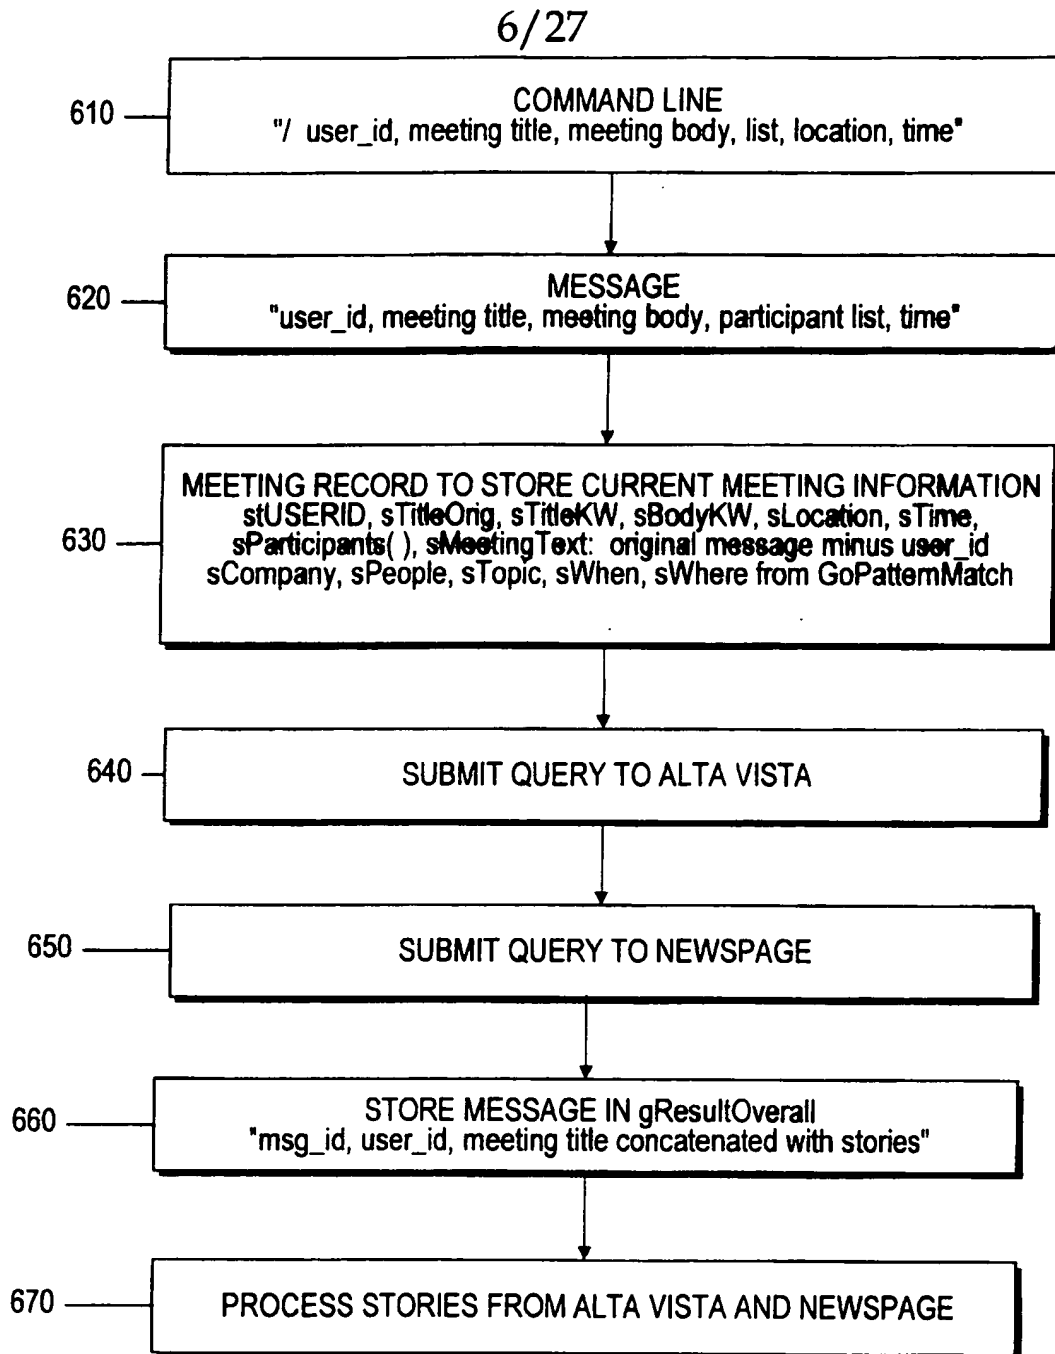 6/27
610
COMMAND LINE
"/ user_id, meeting title, meeting body, list, location, time"
620
MESSAGE
"user_id, meeting title, meeting body, participant list, time"
630
MEETING RECORD TO STORE CURRENT MEETING INFORMATION
stUSERID, sTitleOrig, sTitleKW, sBodyKW, sLocation, sTime,
sParticipants( ), sMeetingText: original message minus user_id
sCompany, sPeople, sTopic, sWhen, sWhere from GoPatternMatch
640
SUBMIT QUERY TO ALTA VISTA
650
SUBMIT QUERY TO NEWSPAGE
660
STORE MESSAGE IN gResultOverall
"msg_id, user_id, meeting title concatenated with stories"
670
PROCESS STORIES FROM ALTA VISTA AND NEWSPAGE